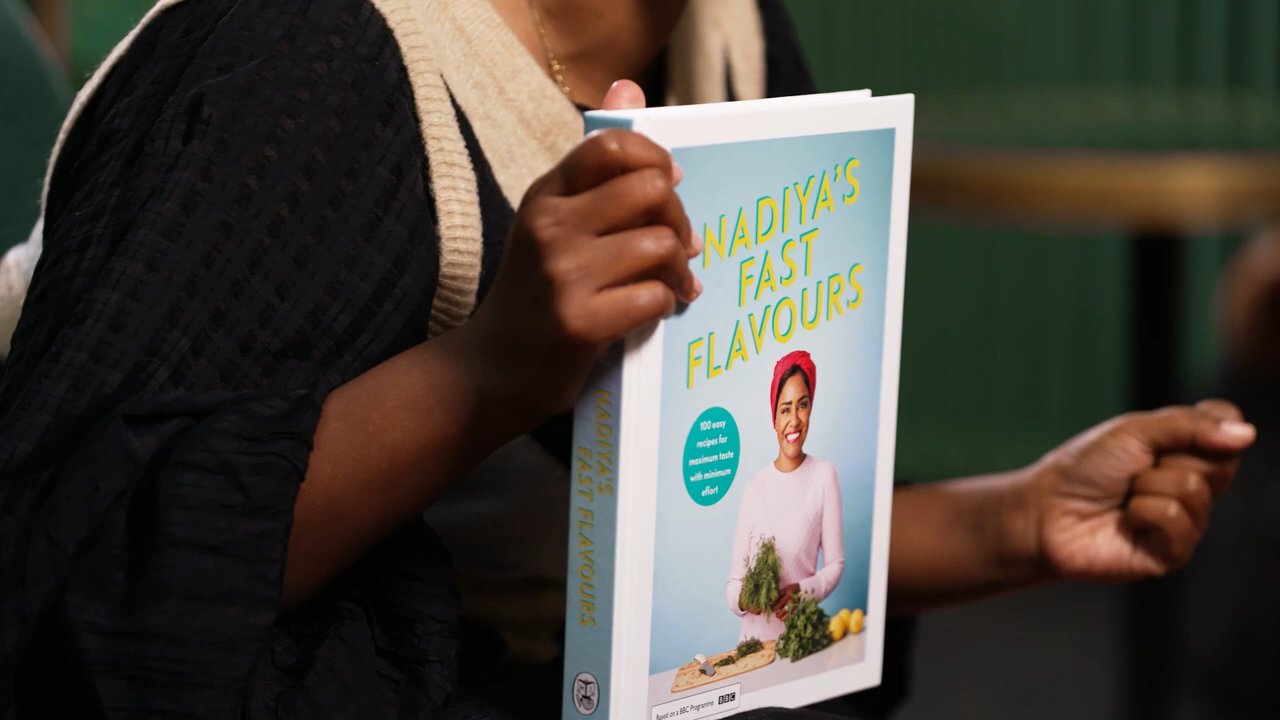 NADIYA'S
FAST
FLAVOURS
100 easy
recipes for
maximum taste
with minimum
effort
Based on a BBC Programme BBC
NADIYA'S
FAST FLAVOURS